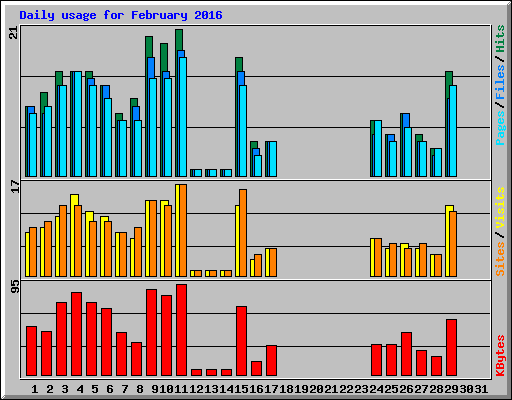 Daily usage for February 2016
21
Pages/Files/Hits
17
Sites/Visits
95
KBytes
1 2 3 4 5 6 7 8 9 10 11 12 13 14 15 16 17 18 19 20 21 22 23 24 25 26 27 28 29 30 31